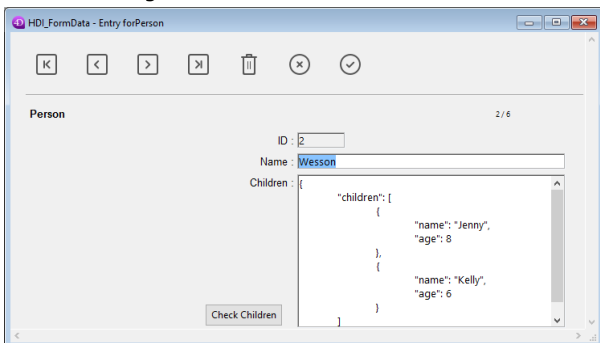 HDI_FormData - Entry forPerson
Person
2 / 6
ID : 2
Name : Wesson
Children : {
"children": [
{
"name": "Jenny",
"age": 8
},
{
"name": "Kelly",
"age": 6
}
Check Children
]